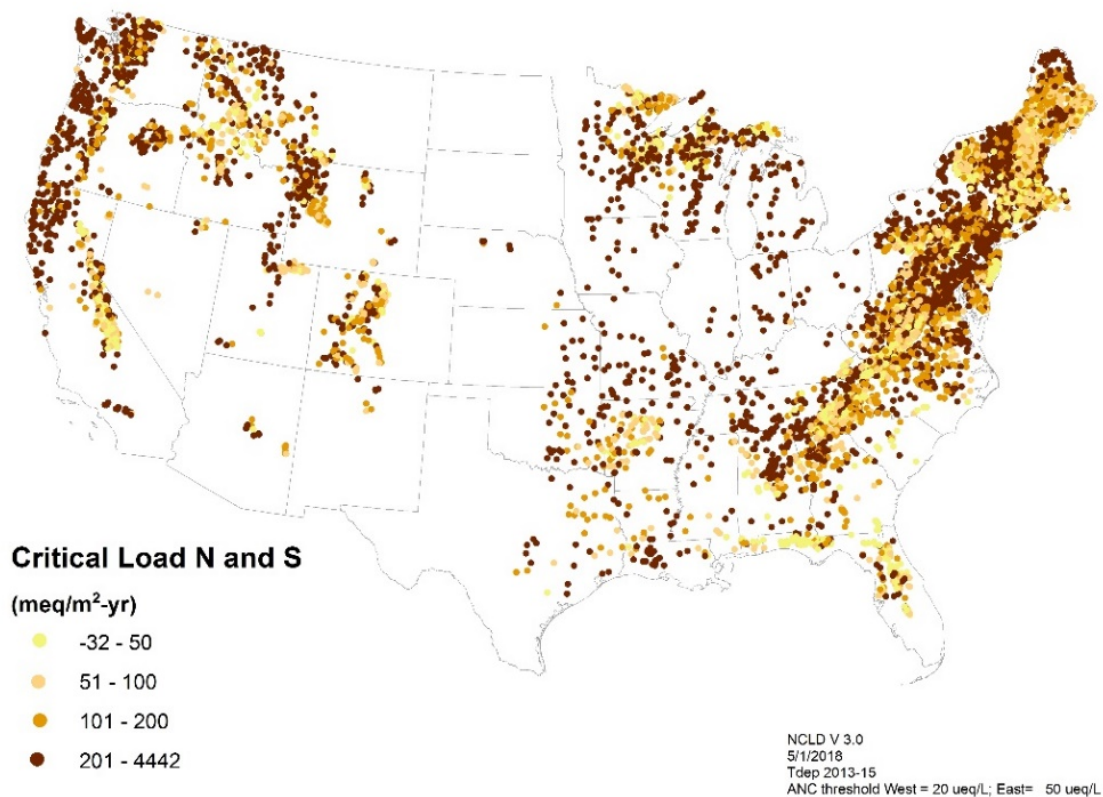 Critical Load N and S
(meq/m²-yr)
-32 - 50
51 - 100
101 - 200
201 - 4442
NCLD V 3.0
5/1/2018
Tdep 2013-15
ANC threshold West = 20 ueq/L; East= 50 ueq/L